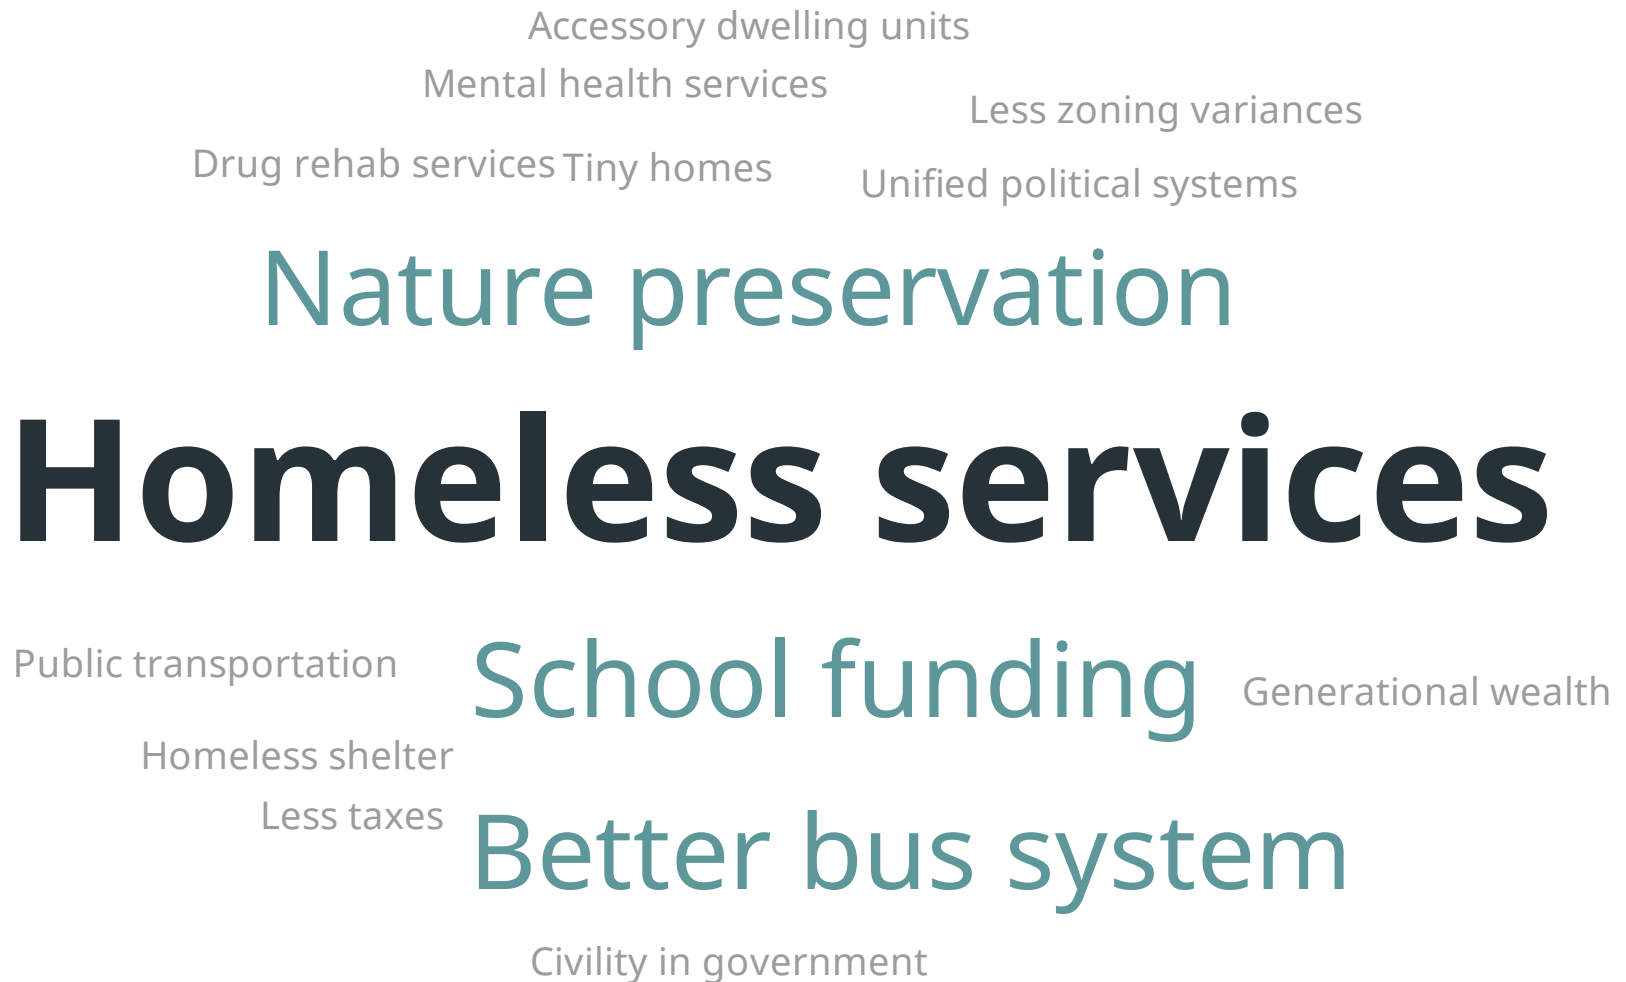 Accessory dwelling units
Mental health services
Less zoning variances
Drug rehab services
Tiny homes
Unified political systems
Nature preservation
Homeless services
Public transportation
School funding
Generational wealth
Homeless shelter
Less taxes
Better bus system
Civility in government